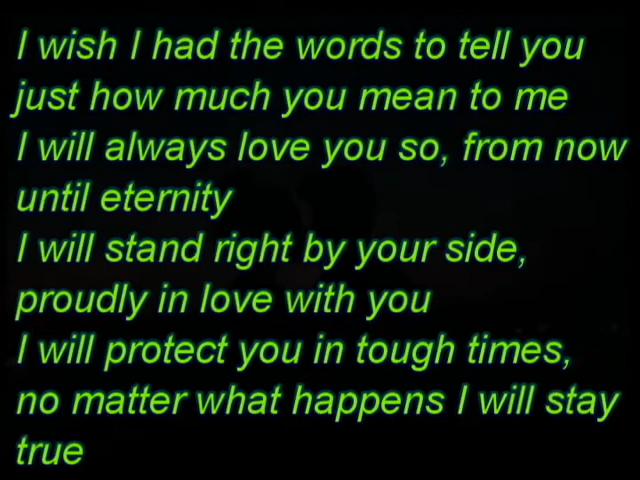 I wish I had the words to tell you
just how much you mean to me
I will always love you so, from now
until eternity
I will stand right by your side,
proudly in love with you
I will protect you in tough times,
no matter what happens I will stay
true